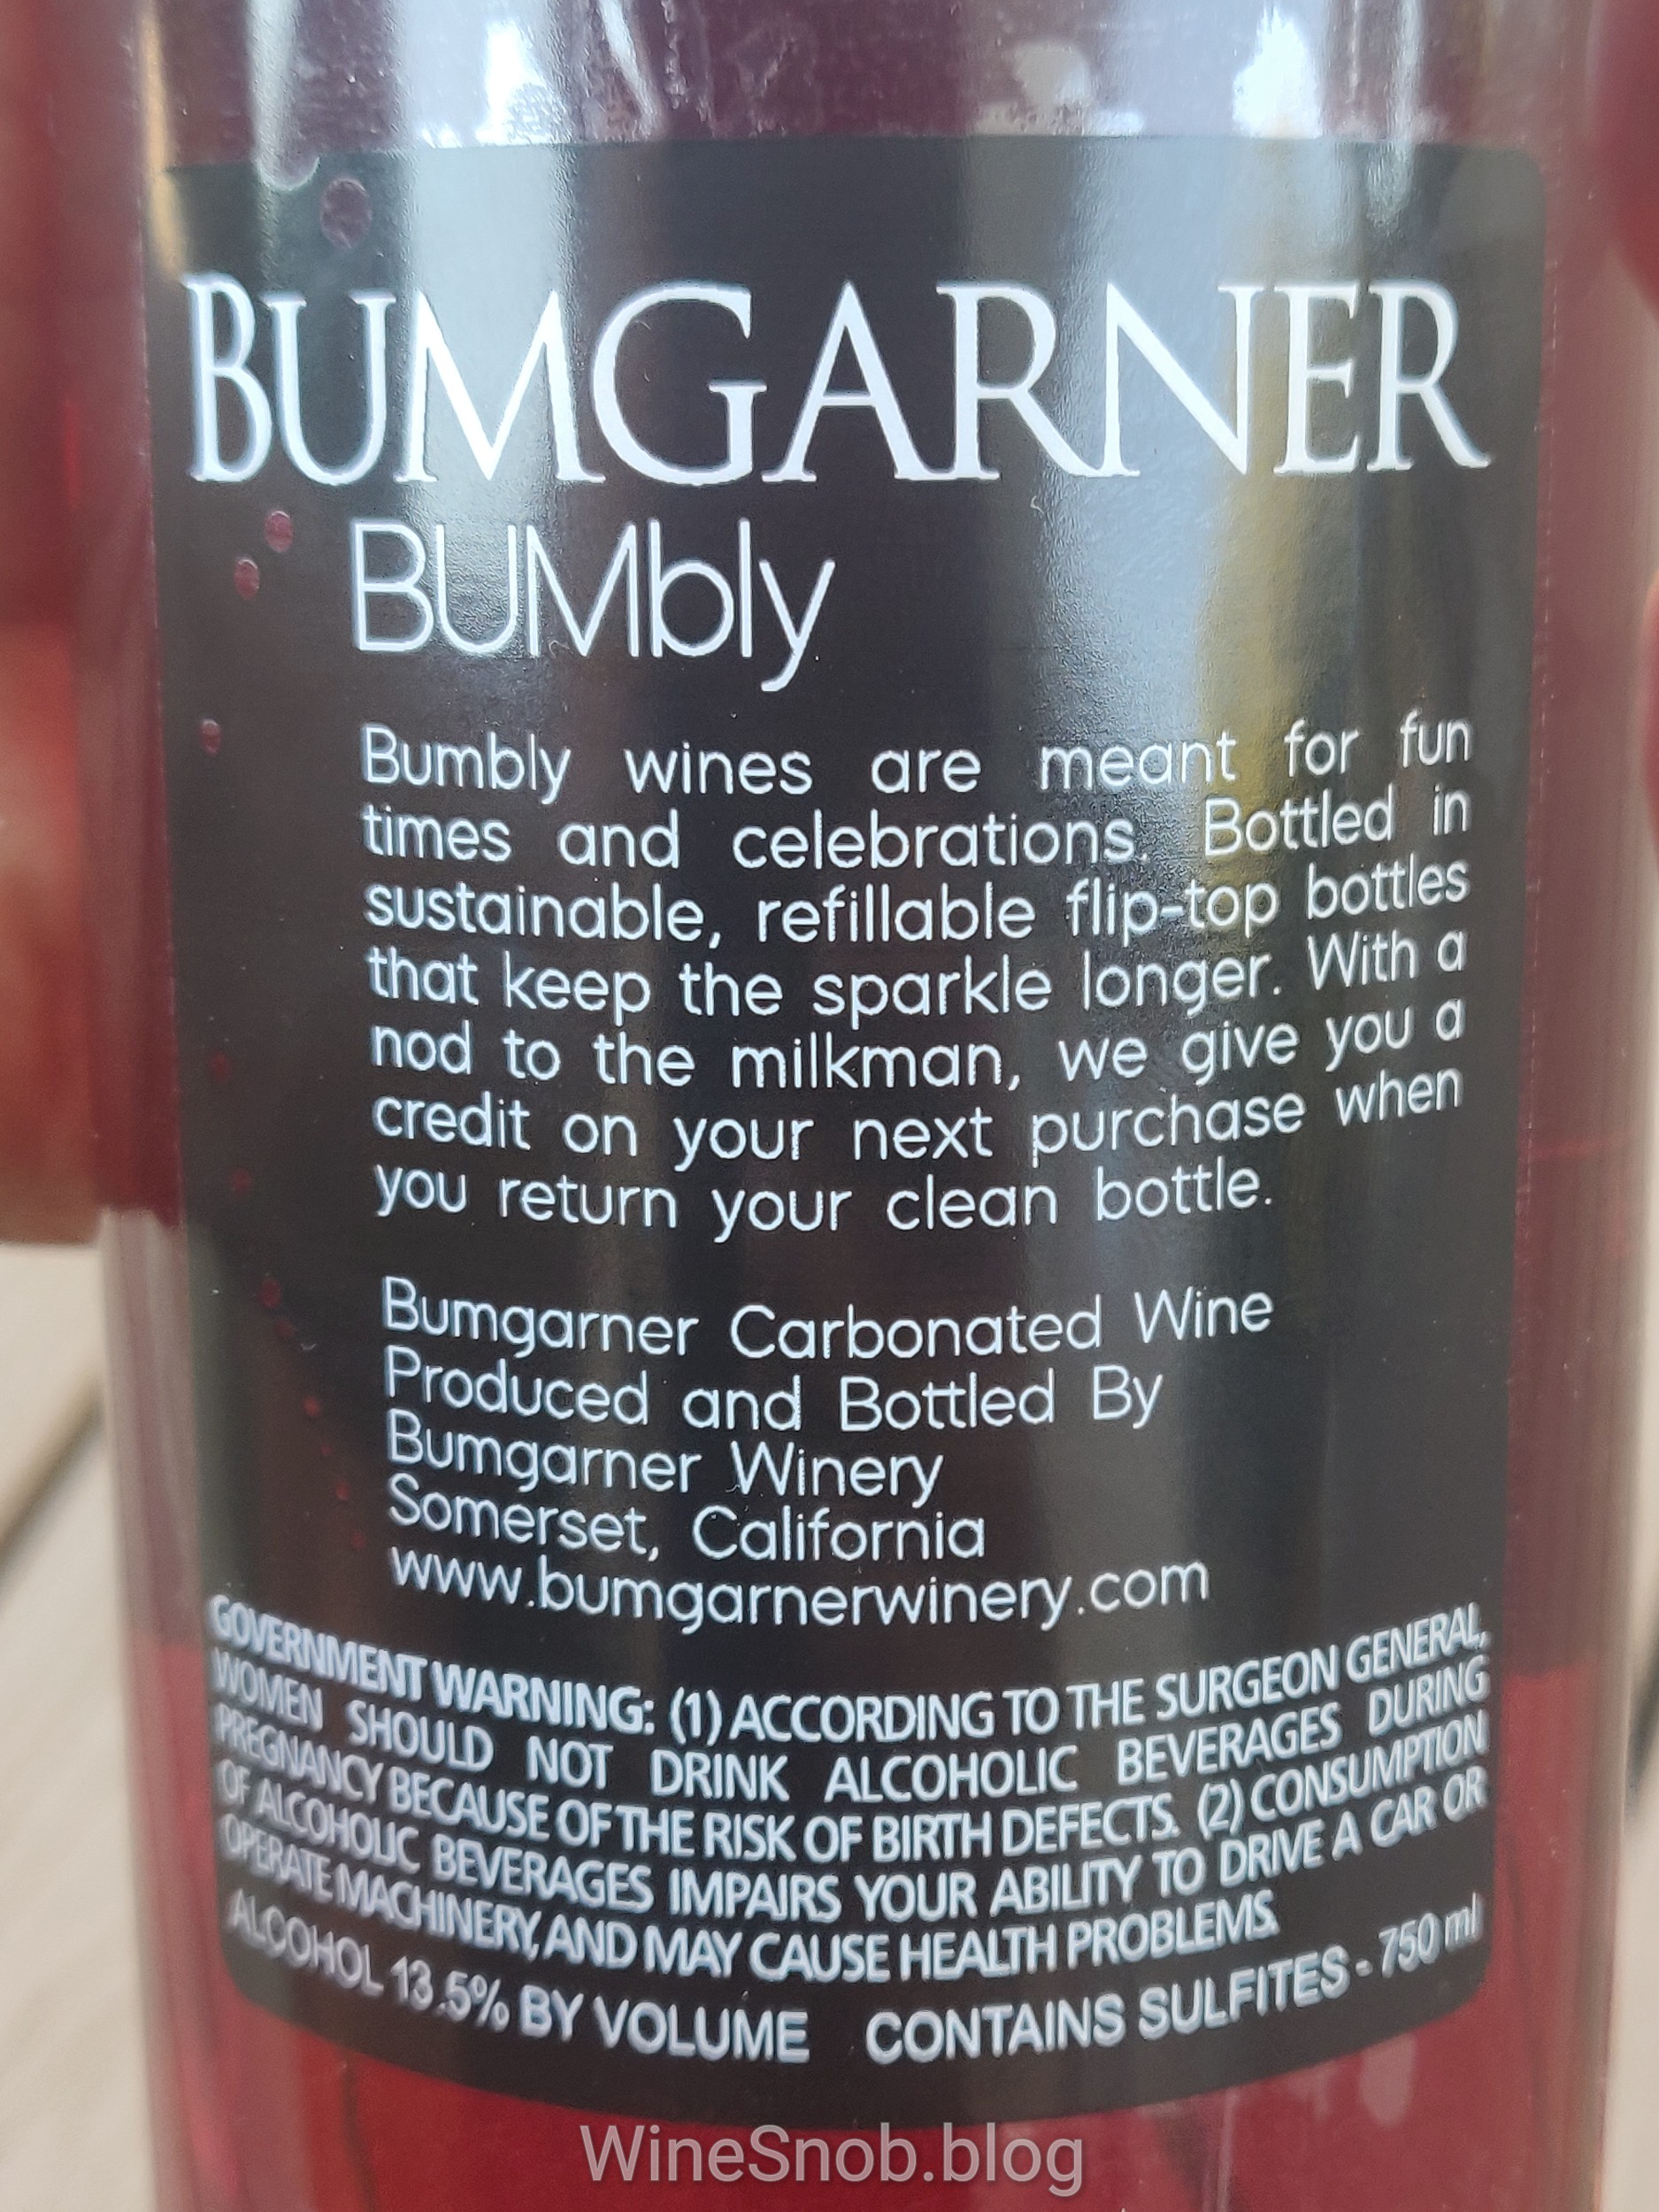 BUMGARNER
BUMbly
Bumbly wines are meant for fun
times and celebrations. Bottled in
sustainable, refillable flip-top bottles
that keep the sparkle longer. With a
nod to the milkman, we give you a
credit on your next purchase when
you return your clean bottle.
Bumgarner Carbonated Wine
Produced and Bottled By
Bumgarner Winery
Somerset, California
www.bumgarnerwinery.com
GOVERNMENT WARNING: (1) ACCORDING TO THE SURGEON GENERAL,
WOMEN SHOULD NOT DRINK ALCOHOLIC BEVERAGES DURING
PREGNANCY BECAUSE OF THE RISK OF BIRTH DEFECTS. (2) CONSUMPTION
OF ALCOHOLIC BEVERAGES IMPAIRS YOUR ABILITY TO DRIVE A CAR OR
OPERATE MACHINERY, AND MAY CAUSE HEALTH PROBLEMS.
ALCOHOL 13.5% BY VOLUME CONTAINS SULFITES - 750 ml
WineSnob.blog